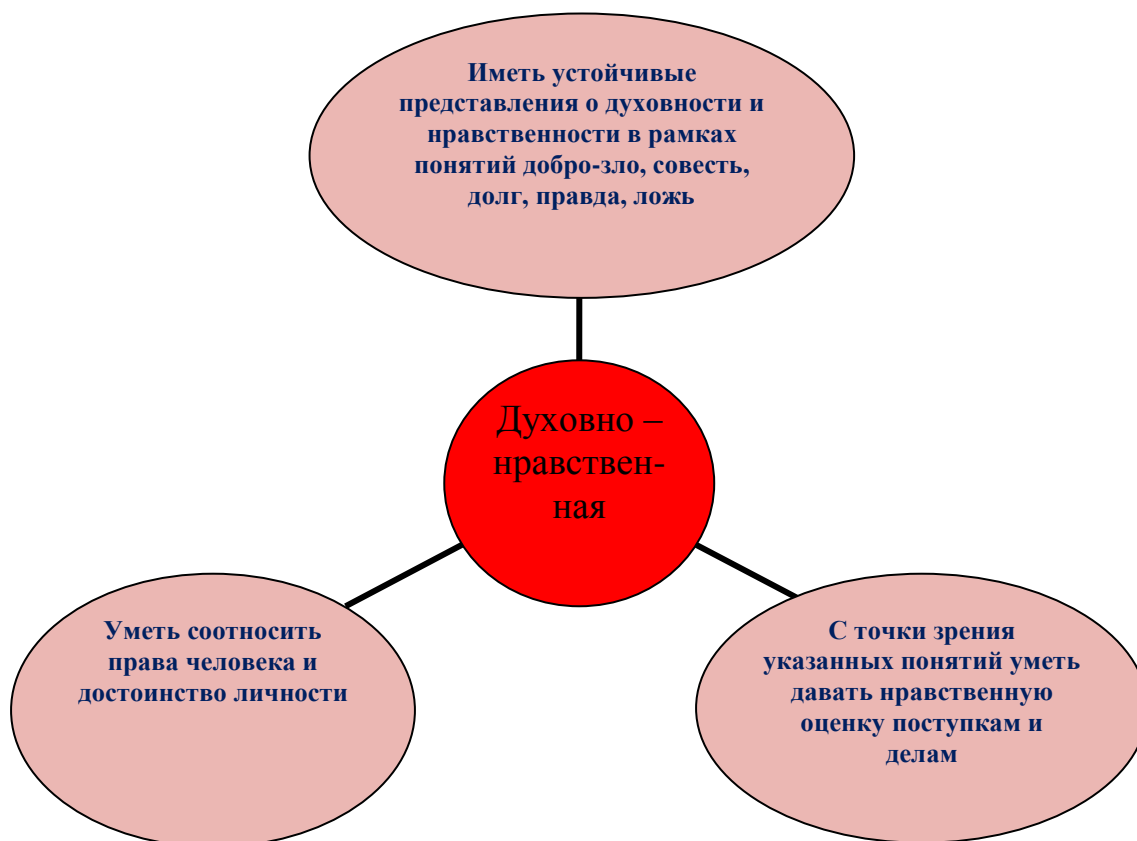 Иметь устойчивые
представления о духовности и
нравственности в рамках
понятий добро-зло, совесть,
долг, правда, ложь
Духовно –
нравствен-
ная
Уметь соотносить
права человека и
достоинство личности
С точки зрения
указанных понятий уметь
давать нравственную
оценку поступкам и
делам